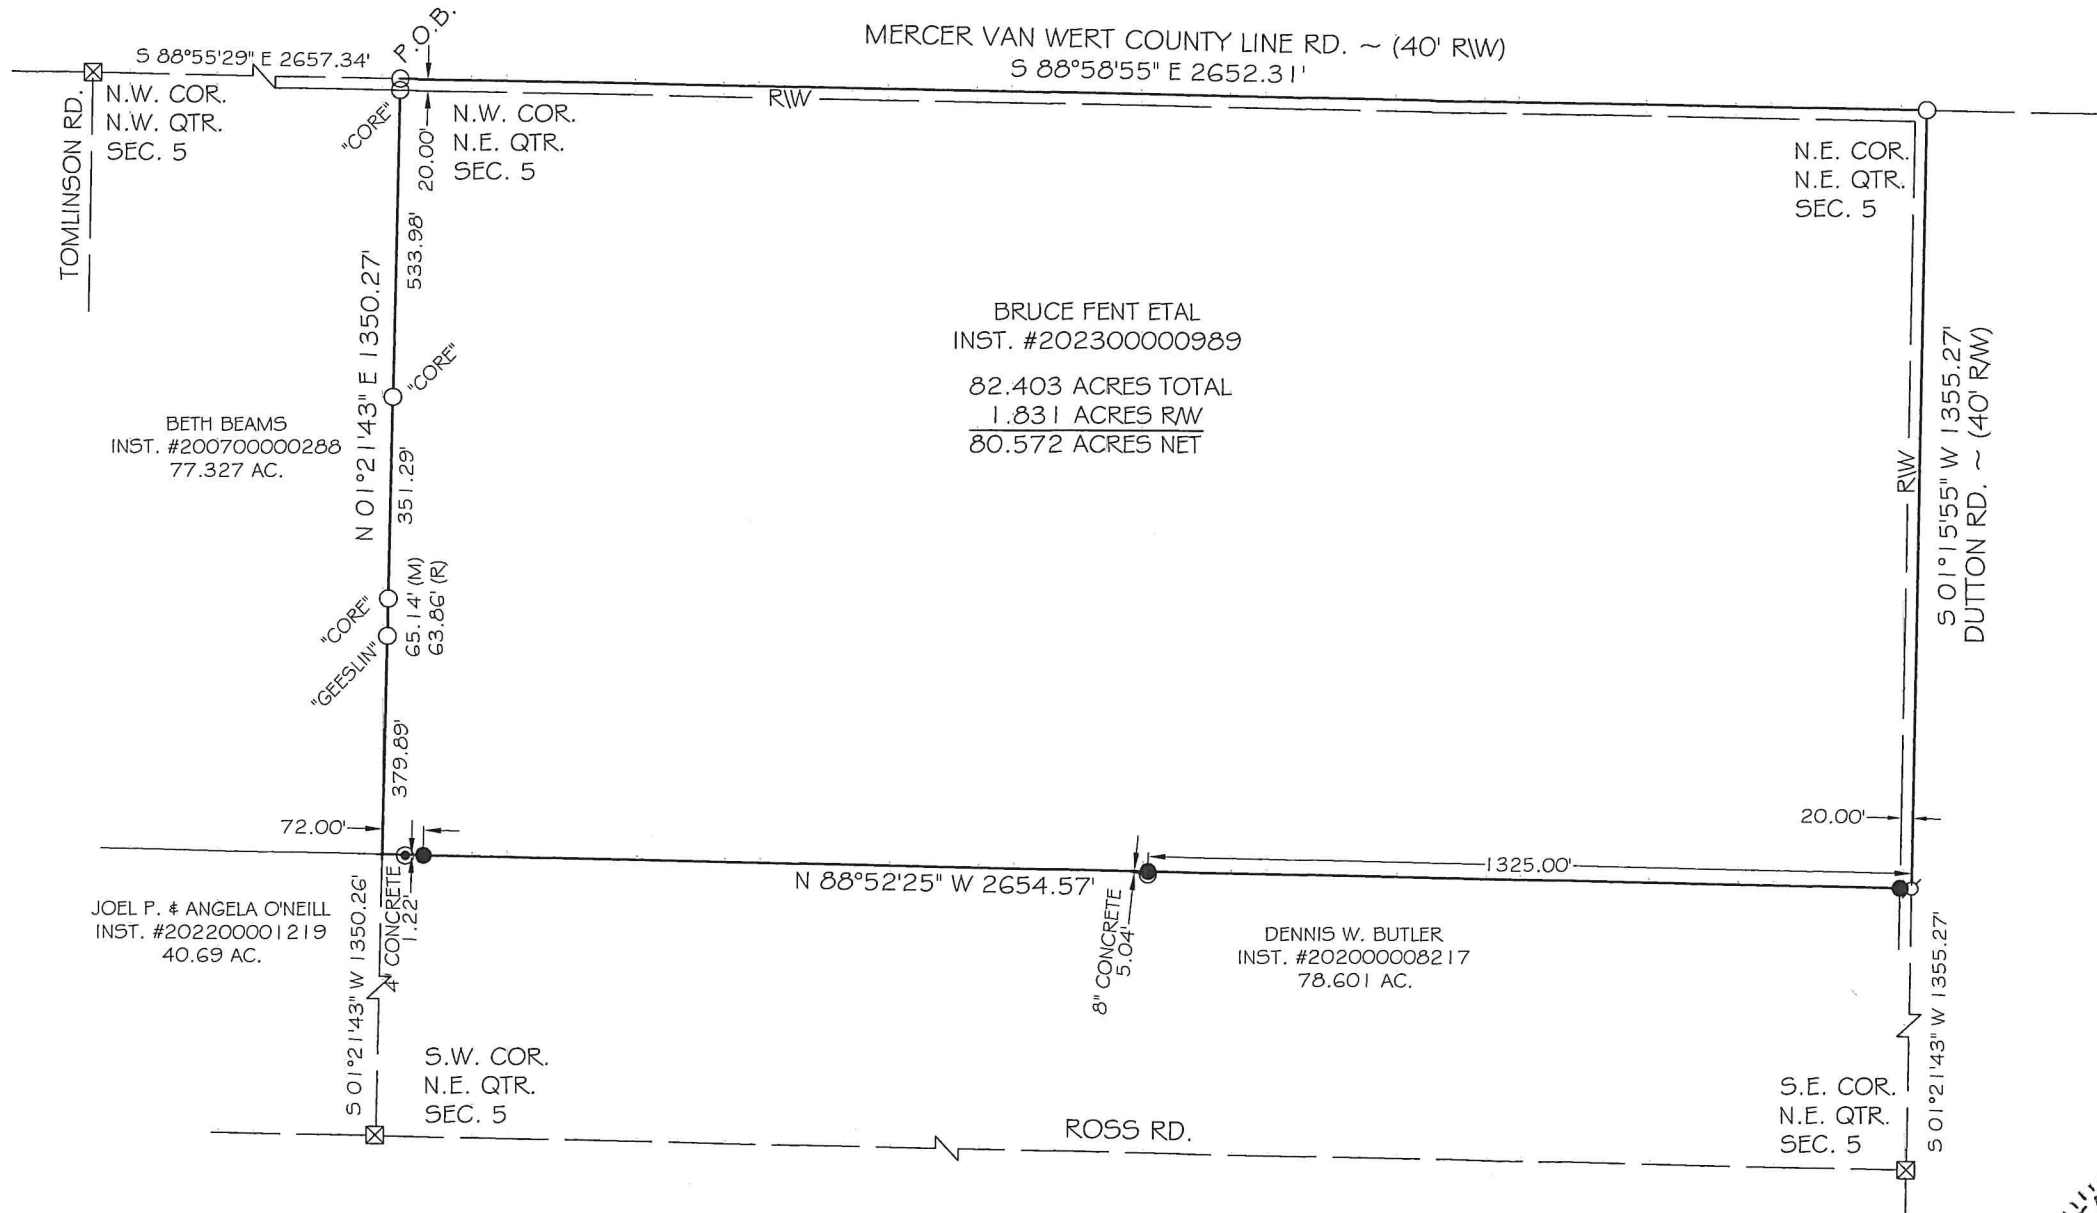 P.O.B.
MERCER VAN WERT COUNTY LINE RD. ~ (40' R\W)
S 88°58'55" E 2652.31'
S 88°55'29" E 2657.34'
N.W. COR.
N.W. QTR.
SEC. 5
TOMLINSON RD.
"CORE"
20.00'
N.W. COR.
N.E. QTR.
SEC. 5
R\W
N.E. COR.
N.E. QTR.
SEC. 5
533.98'
N 01°21'43" E 1350.27'
"CORE"
351.29'
BRUCE FENT ETAL
INST. #202300000989
82.403 ACRES TOTAL
1.831 ACRES R\W
80.572 ACRES NET
BETH BEAMS
INST. #200700000288
77.327 AC.
R\W
S 01°15'55" W 1355.27'
DUTTON RD. ~ (40' R\W)
"CORE"
65.14' (M)
63.86' (R)
"GEESLIN"
379.89'
72.00'
20.00'
1325.00'
N 88°52'25" W 2654.57'
4" CONCRETE
1.22'
8" CONCRETE
5.04'
JOEL P. & ANGELA O'NEILL
INST. #202200001219
40.69 AC.
DENNIS W. BUTLER
INST. #202000008217
78.601 AC.
S 01°21'43" W 1350.26'
S 01°21'43" W 1355.27'
S.W. COR.
N.E. QTR.
SEC. 5
ROSS RD.
S.E. COR.
N.E. QTR.
SEC. 5